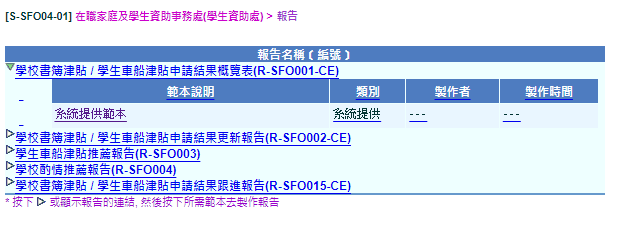 [S-SFO04-01] 在職家庭及學生資助事務處(學生資助處) > 報告
報告名稱 ( 編號 )
學校書簿津貼 / 學生車船津貼申請結果概覽表(R-SFO001-CE)
範本說明 類別 製作者 製作時間
系統提供範本 系統提供 --- ---
學校書簿津貼 / 學生車船津貼申請結果更新報告(R-SFO002-CE)
學生車船津貼推薦報告(R-SFO003)
學校酌情推薦報告(R-SFO004)
學校書簿津貼 / 學生車船津貼申請結果跟進報告(R-SFO015-CE)
* 按下 ▷ 或顯示報告的連結, 然後按下所需範本去製作報告